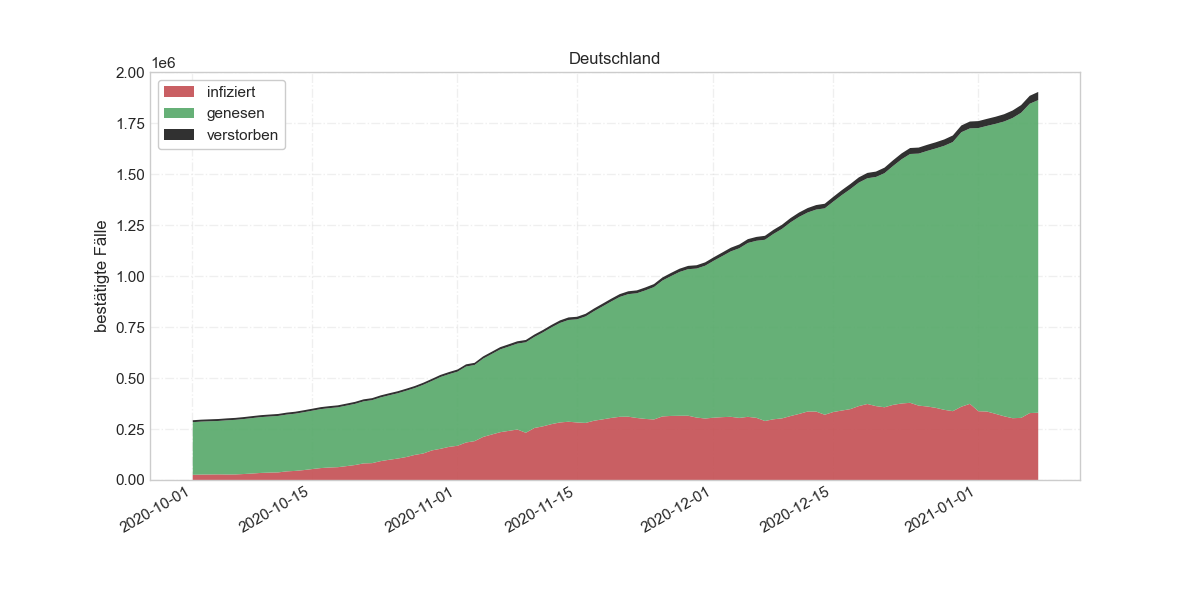 Deutschland
1e6
infiziert
genesen
verstorben
bestätigte Fälle
2.00
1.75
1.50
1.25
1.00
0.75
0.50
0.25
0.00
2020-10-01
2020-10-15
2020-11-01
2020-11-15
2020-12-01
2020-12-15
2021-01-01